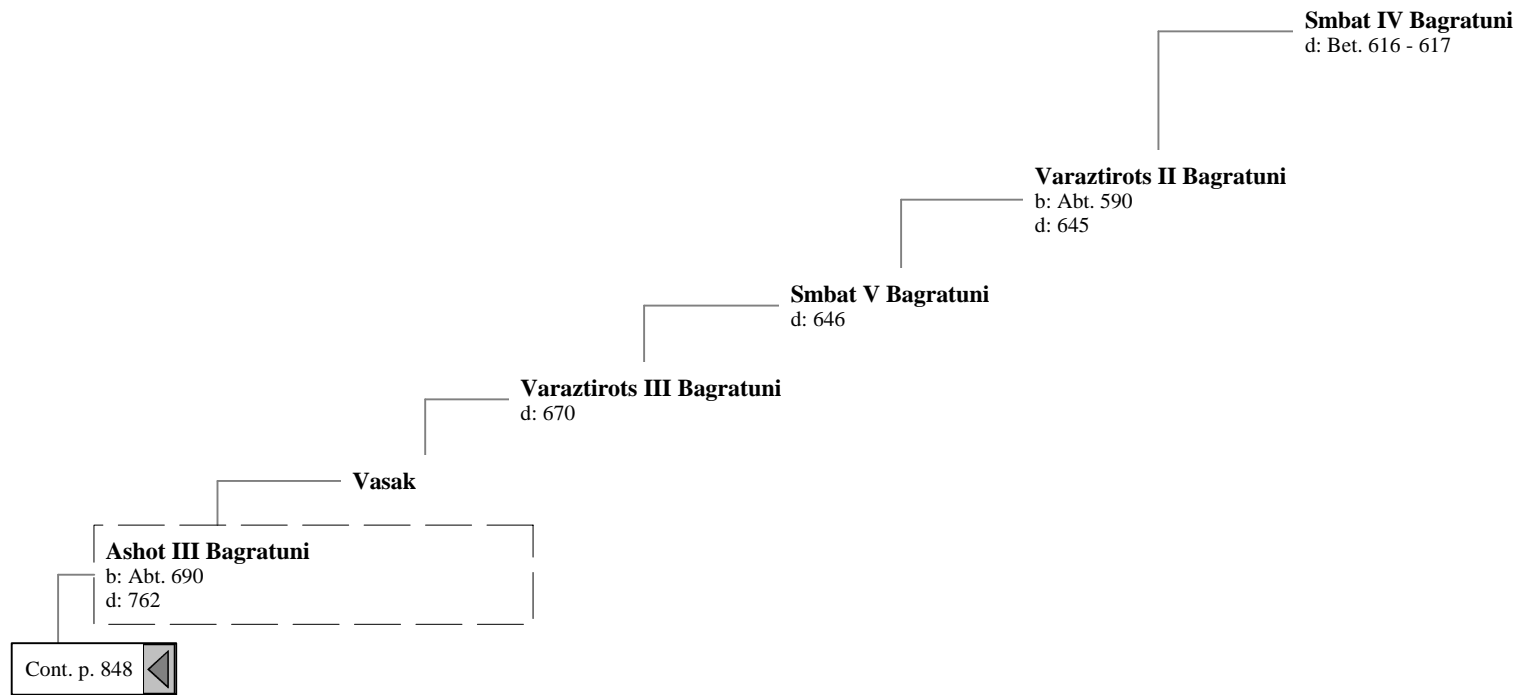 Smbat IV Bagratuni
d: Bet. 616 - 617
Varaztirots II Bagratuni
b: Abt. 590
d: 645
Smbat V Bagratuni
d: 646
Varaztirots III Bagratuni
d: 670
Vasak
Ashot III Bagratuni
b: Abt. 690
d: 762
Cont. p. 848